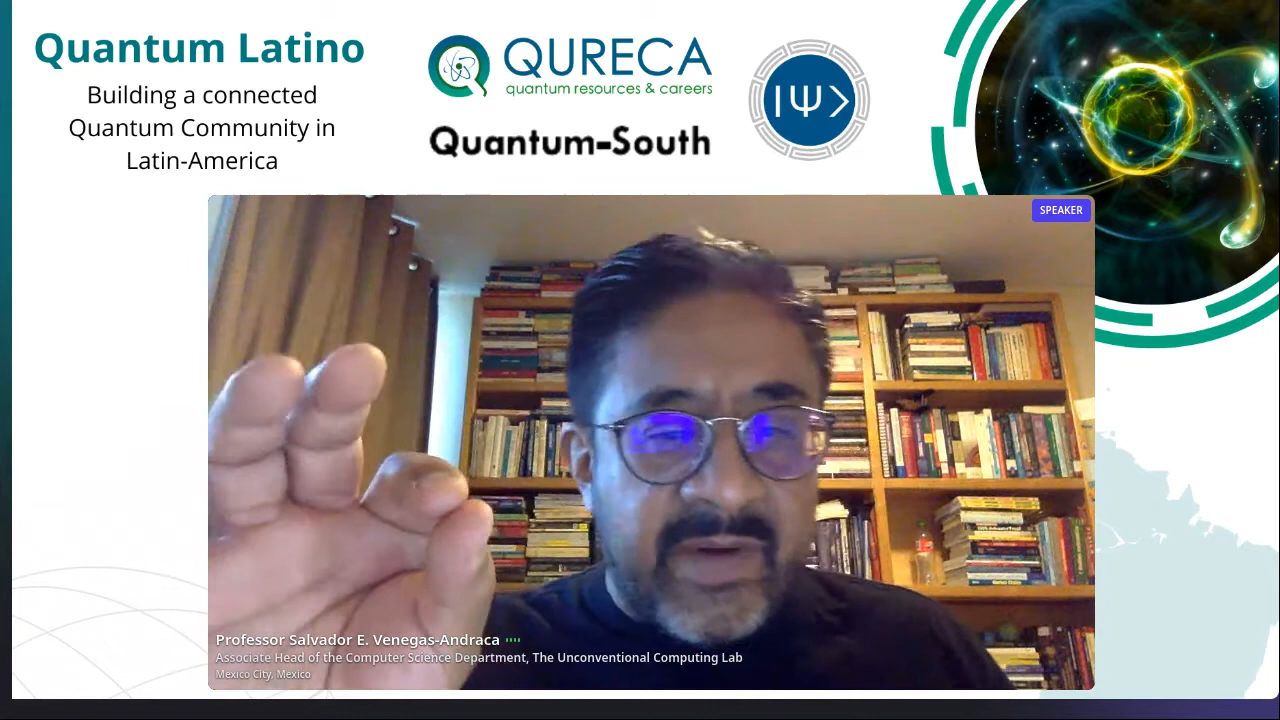 Quantum Latino
Building a connected
Quantum Community in
Latin-America
QURECA
quantum resources & careers
Quantum-South
|Ψ>
SPEAKER
Professor Salvador E. Venegas-Andraca
Associate Head of the Computer Science Department, The Unconventional Computing Lab
Mexico City, Mexico